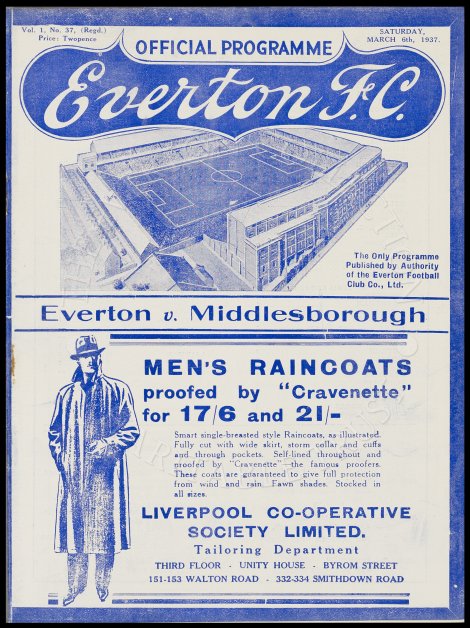 Vol. 1, No. 37, (Regd.)
Price: Twopence
SATURDAY,
MARCH 6th, 1937.
OFFICIAL PROGRAMME
Everton F.C.
The Only Programme
Published by Authority
of the Everton Football
Club Co., Ltd.
Everton v. Middlesborough
MEN'S RAINCOATS
proofed by "Cravenette"
for 17/6 and 21/-
Smart single-breasted style Raincoats, as illustrated.
Fully cut with wide skirt, storm collar and cuffs
and through pockets. Self-lined throughout and
proofed by "Cravenette"—the famous proofers.
These coats are guaranteed to give full protection
from wind and rain. Fawn shades. Stocked in
all sizes.
LIVERPOOL CO-OPERATIVE
SOCIETY LIMITED.
Tailoring Department
THIRD FLOOR - UNITY HOUSE - BYROM STREET
151-153 WALTON ROAD - 332-334 SMITHDOWN ROAD